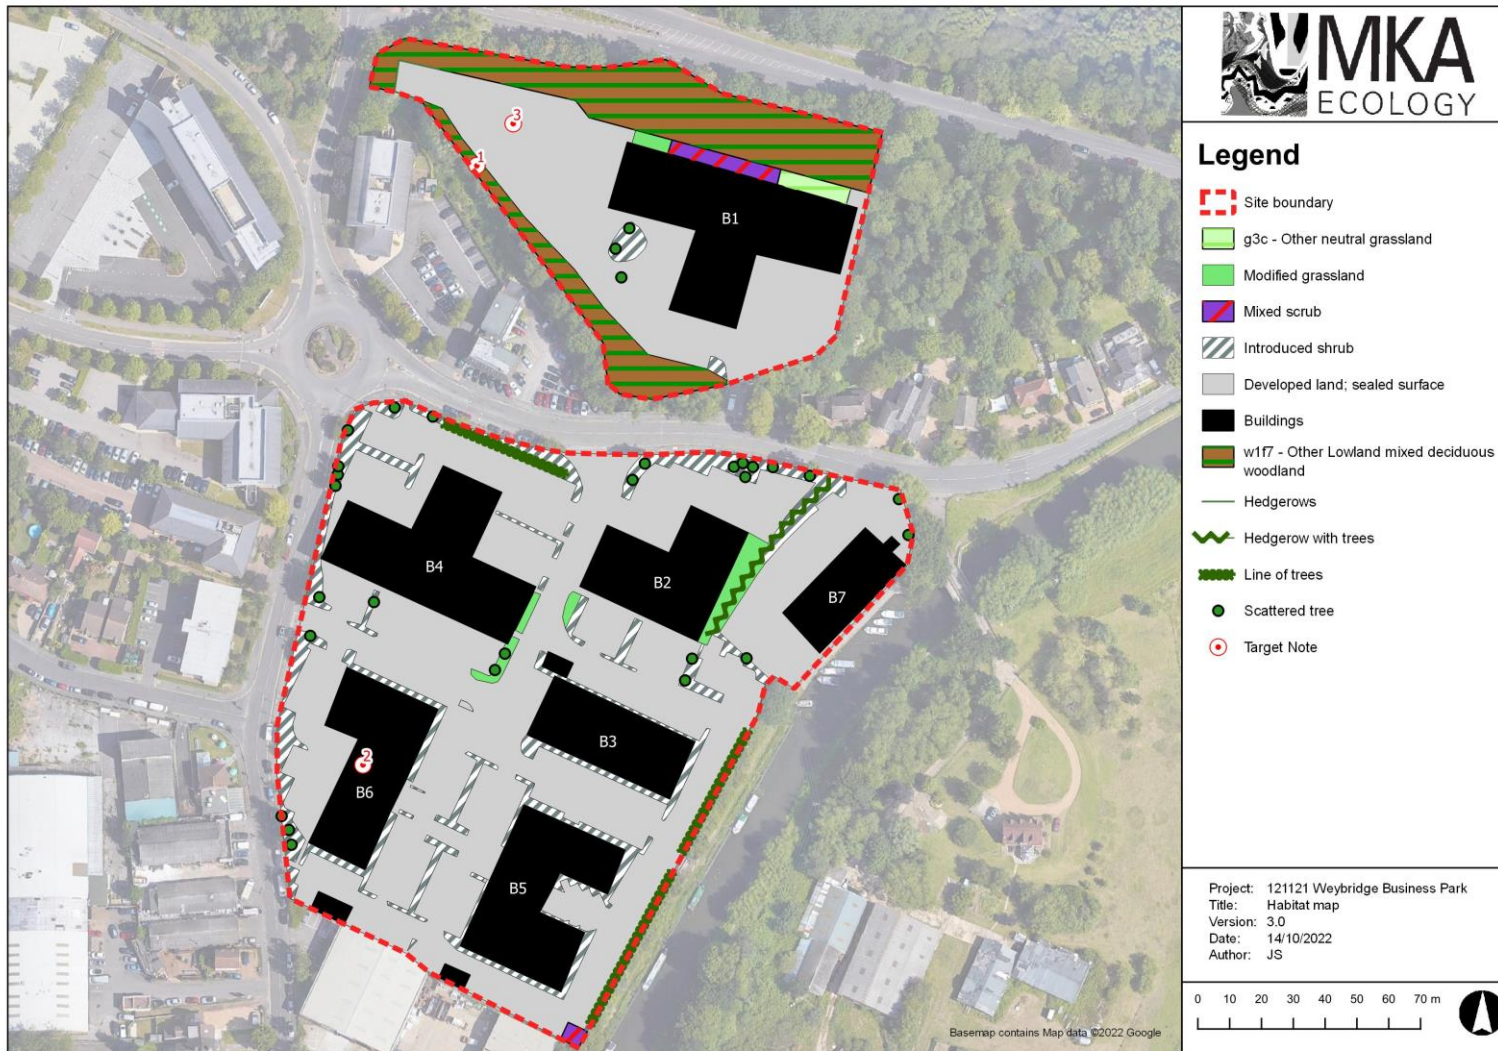 MKA
ECOLOGY
Legend
Site boundary
g3c - Other neutral grassland
Modified grassland
Mixed scrub
Introduced shrub
Developed land; sealed surface
Buildings
w1f7 - Other Lowland mixed deciduous
woodland
Hedgerows
Hedgerow with trees
Line of trees
Scattered tree
Target Note
Project: 121121 Weybridge Business Park
Title: Habitat map
Version: 3.0
Date: 14/10/2022
Author: JS
0 10 20 30 40 50 60 70 m
3
1
B1
B4
B2
B7
B3
2
B6
B5
Basemap contains Map data ©2022 Google